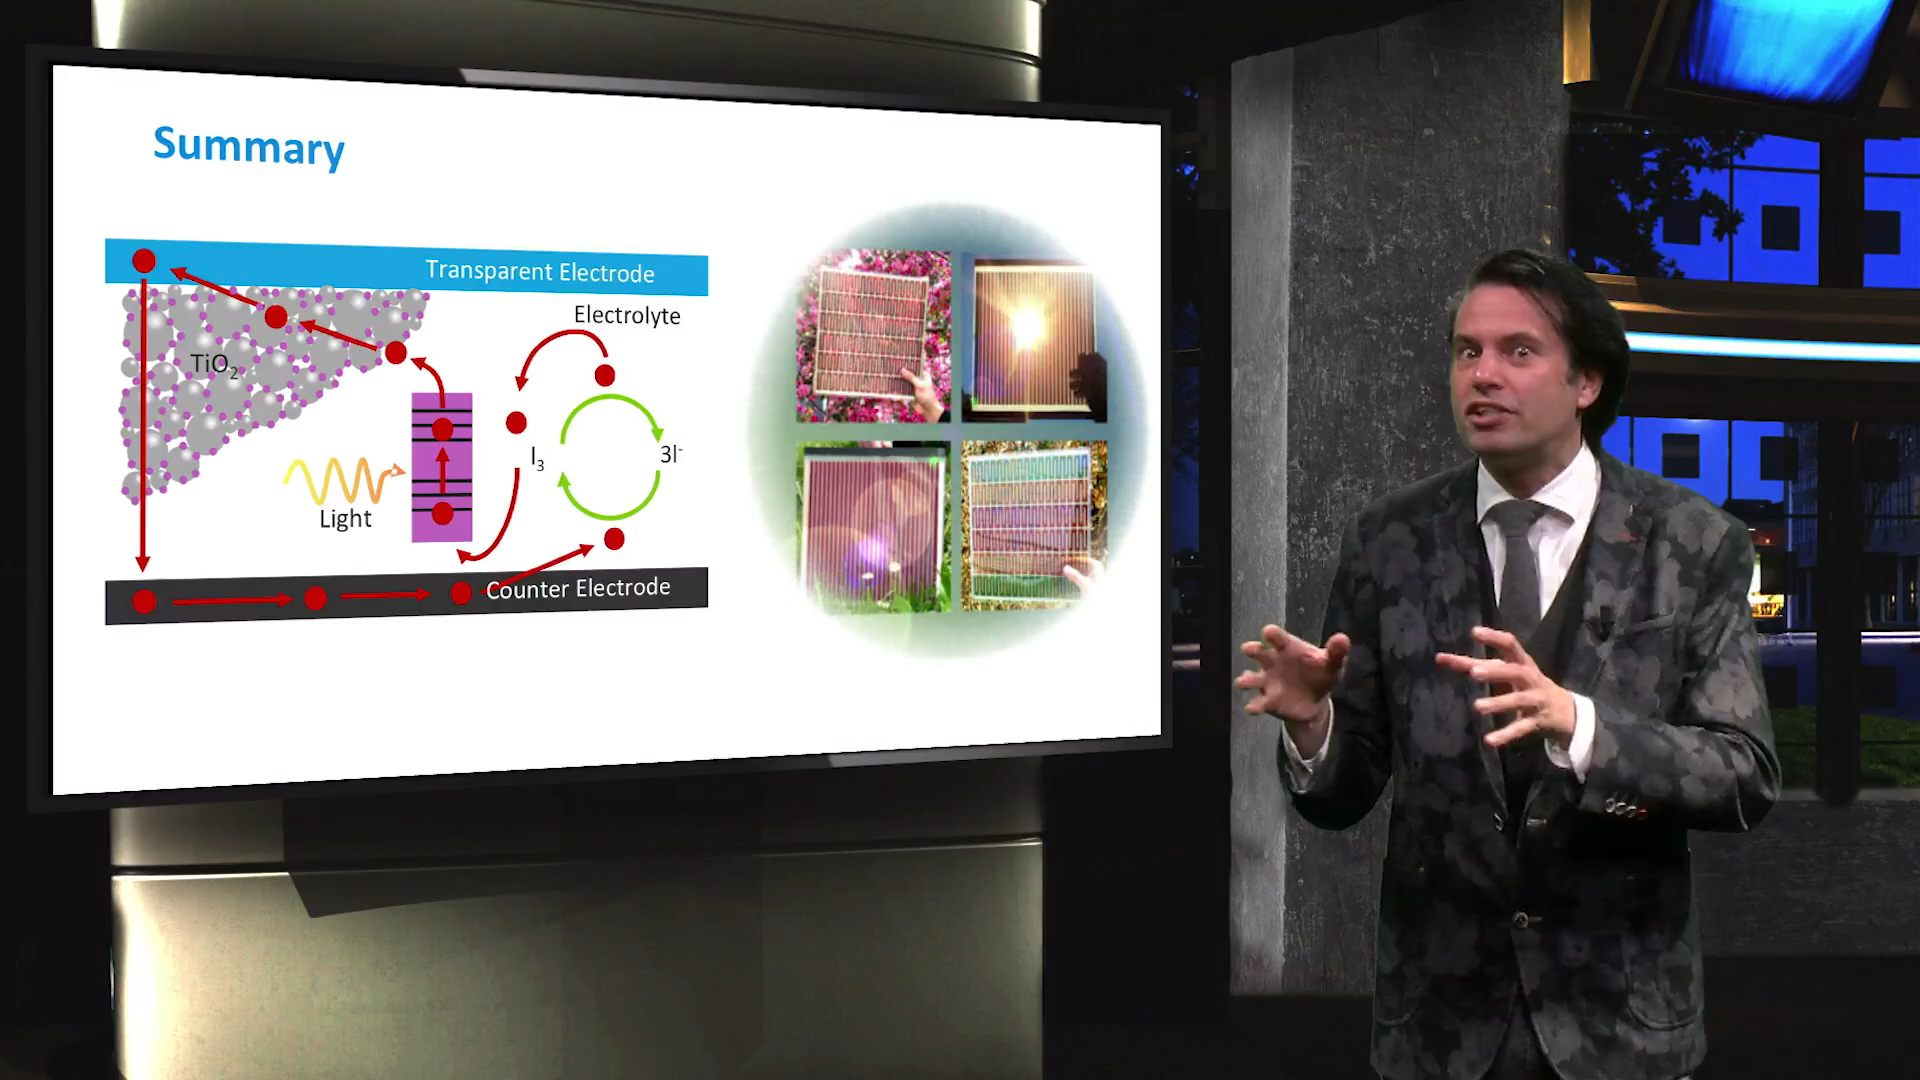 Summary
Transparent Electrode
Electrolyte
TiO₂
I₃
3I⁻
Light
Counter Electrode